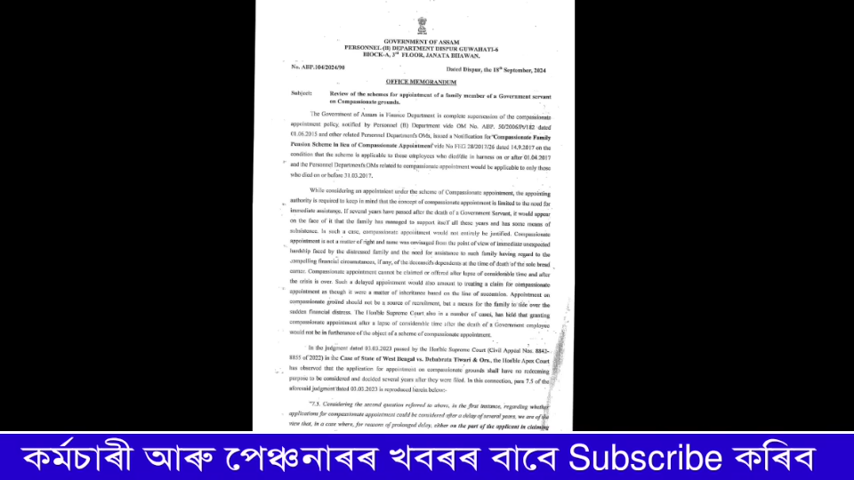 GOVERNMENT OF ASSAM
PERSONNEL (B) DEPARTMENT DISPUR GUWAHATI-6
BlOCK-A, 3rd FLOOR, JANATA BHAWAN.
No. ABP.104/2024/90 Dated Dispur, the 18th September, 2024
OFFICE MEMORANDUM
Subject: Review of the schemes for appointment of a family member of a Government servant
on Compassionate grounds.
The Government of Assam in Finance Department in complete supersession of the compassionate
appointment policy, notified by Personnel (B) Department vide OM No. ABP. 50/2006/Pt/182 dated
01.06.2015 and other related Personnel Department's OMs, issued a Notification for 'Compassionate Family
Pension Scheme in lieu of Compassionate Appointment' vide No FEG 28/2017/26 dated 14.9.2017 on the
condition that the scheme is applicable to those employees who died/die in harness on or after 01.04.2017
and the Personnel Department's OMs related to compassionate appointment would be applicable to only those
who died on or before 31.03.2017.
While considering an appointment under the scheme of Compassionate appointment, the appointing
authority is required to keep in mind that the concept of compassionate appointment is limited to the need for
immediate assistance. If several years have passed after the death of a Government Servant, it would appear
on the face of it that the family has managed to support itself all these years and has some means of
subsistence. In such a case, compassionate appointment would not entirely be justified. Compassionate
appointment is not a matter of right and none was envisaged from the point of view of immediate unexpected
hardship faced by the distressed family and the need for assistance to such family having regard to the
compelling financial circumstances, if any, of the deceased's dependents at the time of death of the sole bread
earner. Compassionate appointment cannot be claimed or offered after lapse of considerable time and after
the crisis is over. Such a delayed appointment would also amount to treating a claim for compassionate
appointment as though it were a matter of inheritance based on the line of succession. Appointment on
compassionate ground should not be a source of recruitment, but a means for the family to tide over the
sudden financial distress. The Hon'ble Supreme Court also in a number of cases, has held that granting
compassionate appointment after a lapse of considerable time after the death of a Government employee
would not be in furtherance of the object of a scheme of compassionate appointment.
In the judgment dated 03.03.2023 passed by the Hon'ble Supreme Court (Civil Appeal Nos. 8842-
8855 of 2022) in the Case of State of West Bengal vs. Debabrata Tiwari & Ors., the Hon'ble Apex Court
has observed that the application for appointment on compassionate grounds shall have no redeeming
purpose to be considered and decided several years after they were filed. In this connection, para 7.5 of the
aforesaid judgment dated 03.03.2023 is reproduced herein below:-
"7.5. Considering the second question referred to above, in the first instance, regarding whether
applications for compassionate appointment could be considered after a delay of several years, we are of the
view that, in a case where, for reasons of prolonged delay, either on the part of the applicant in claiming
কৰ্মচাৰী আৰু পেঞ্চনাৰৰ খবৰৰ বাবে Subscribe কৰিব